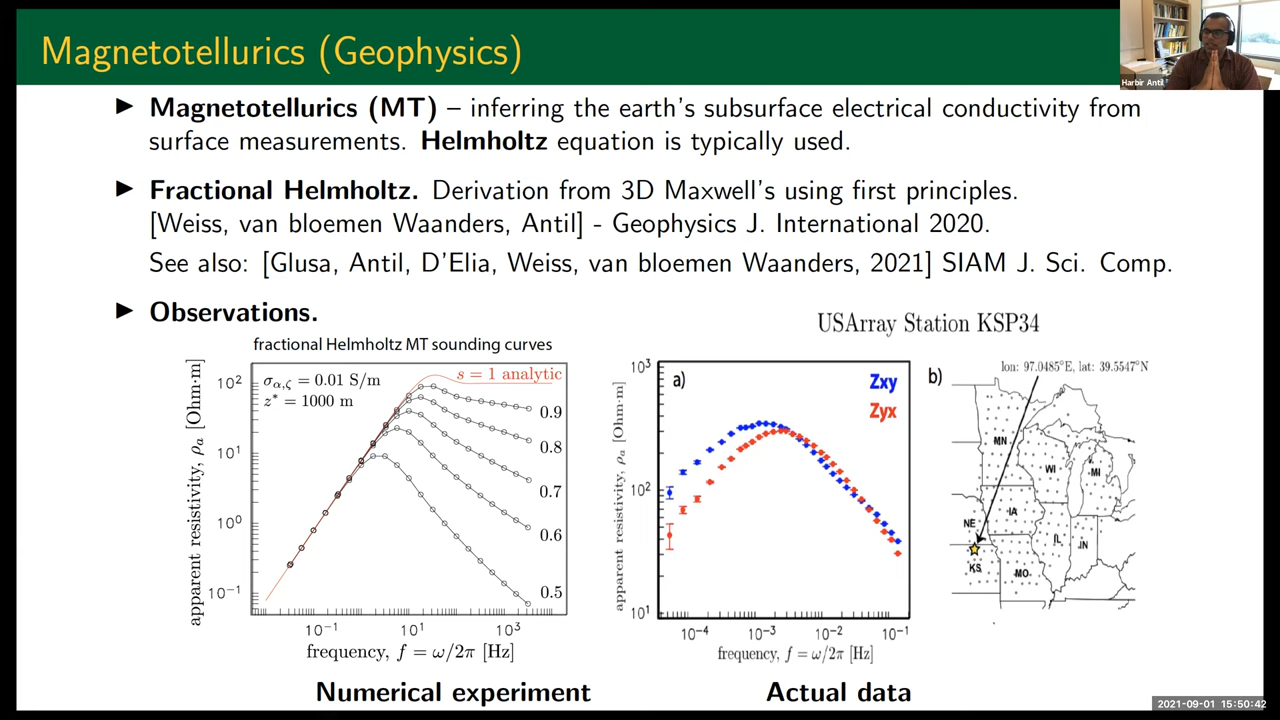 Magnetotellurics (Geophysics)
Harbir Antil
▶ Magnetotellurics (MT) – inferring the earth's subsurface electrical conductivity from
surface measurements. Helmholtz equation is typically used.
▶ Fractional Helmholtz. Derivation from 3D Maxwell's using first principles.
[Weiss, van bloemen Waanders, Antil] - Geophysics J. International 2020.
See also: [Glusa, Antil, D'Elia, Weiss, van bloemen Waanders, 2021] SIAM J. Sci. Comp.
▶ Observations.
fractional Helmholtz MT sounding curves
σα,ζ = 0.01 S/m
z* = 1000 m
s = 1 analytic
0.9
0.8
0.7
0.6
0.5
10²
10¹
10⁰
10⁻¹
apparent resistivity, ρa [Ohm·m]
10⁻¹ 10¹ 10³
frequency, f = ω/2π [Hz]
Numerical experiment
USArray Station KSP34
a)
Zxy
Zyx
10³
10²
10¹
apparent resistivity, ρa [Ohm·m]
10⁻⁴ 10⁻³ 10⁻² 10⁻¹
frequency, f = ω/2π [Hz]
b)
lon: 97.0485°E, lat: 39.5547°N
MN
WI
MI
IA
NE
IL
IN
KS
MO
Actual data
2021-09-01 15:50:42